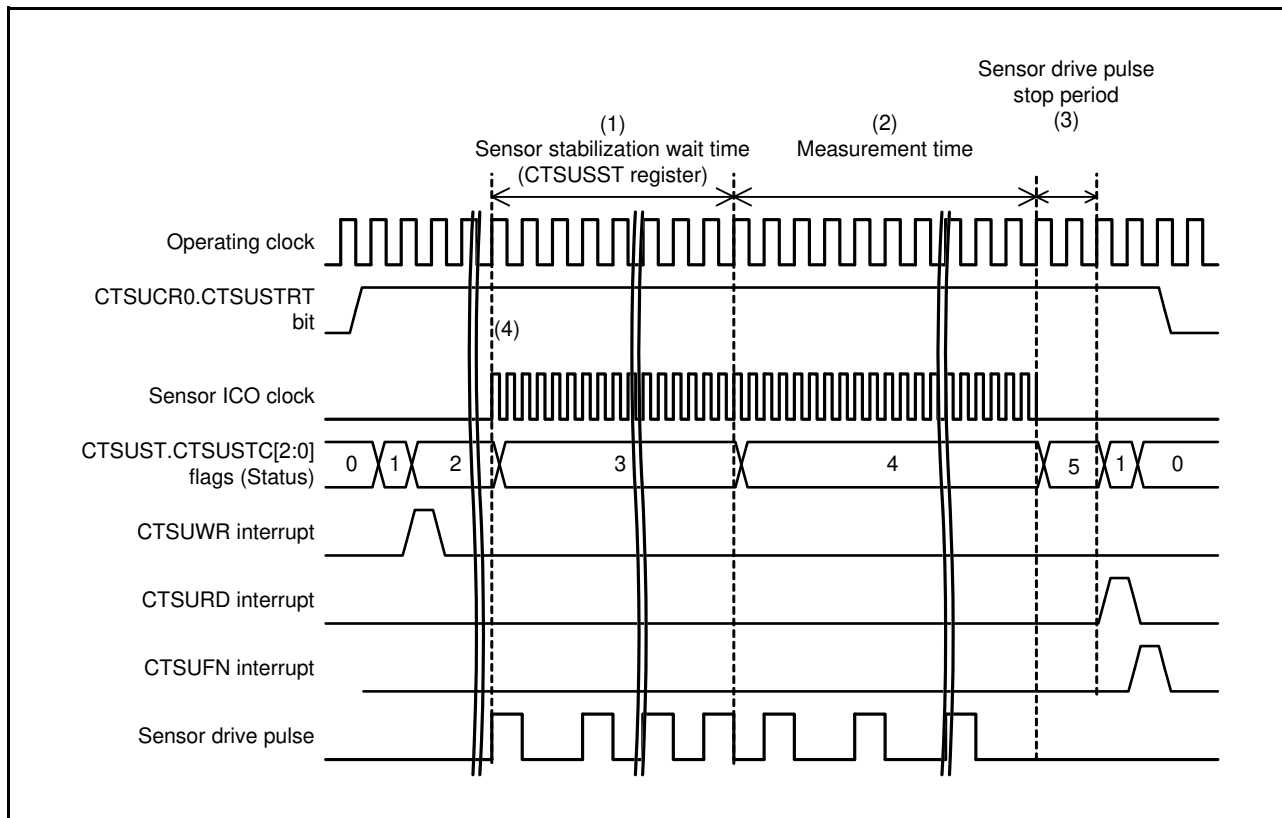 Sensor drive pulse
stop period
(3)
(1)
Sensor stabilization wait time
(CTSUSST register)
(2)
Measurement time
Operating clock
CTSUCR0.CTSUSTRT
bit
(4)
Sensor ICO clock
CTSUST.CTSUSTC[2:0]
flags (Status)
0 1 2 3 4 5 1 0
CTSUWR interrupt
CTSURD interrupt
CTSUFN interrupt
Sensor drive pulse